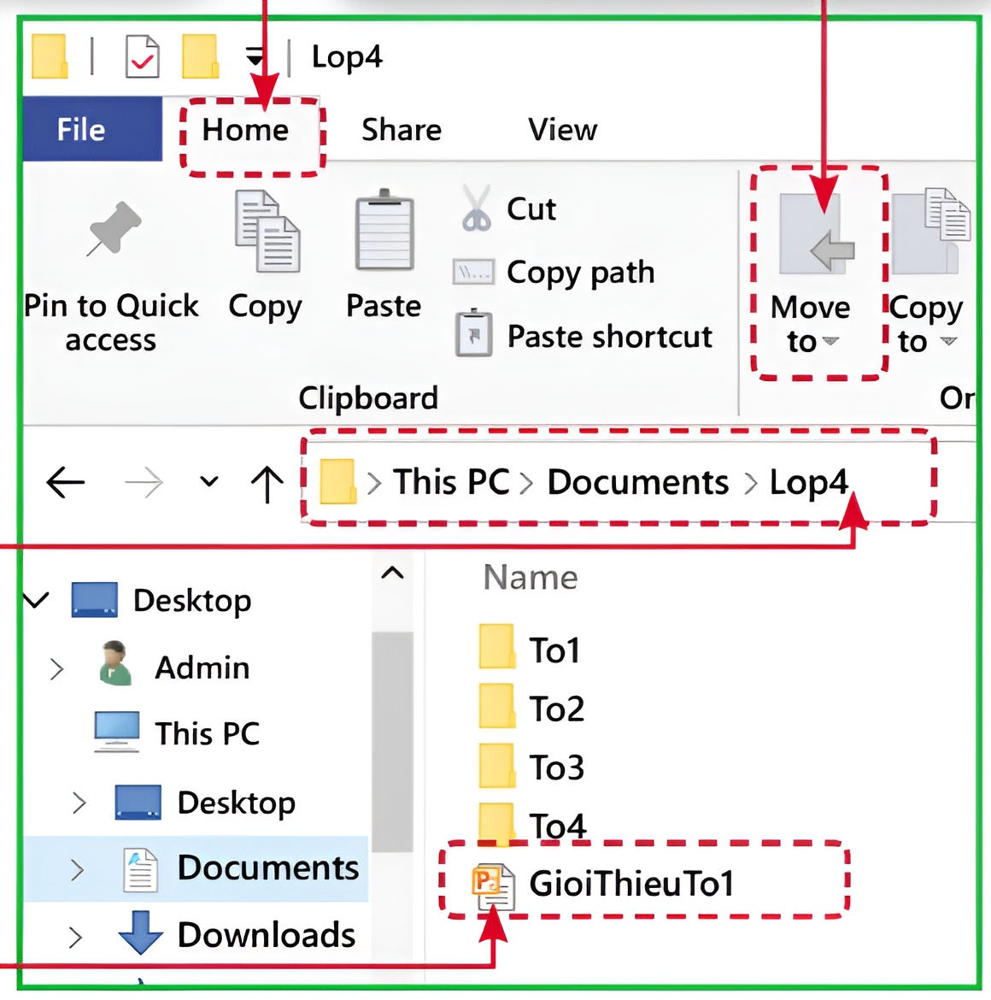 Lop4
File Home Share View
Pin to Quick access
Copy
Paste
Cut
Copy path
Paste shortcut
Move to
Copy to
Clipboard
Or
This PC > Documents > Lop4
Desktop
Admin
This PC
Desktop
Documents
Downloads
Name
To1
To2
To3
To4
GioiThieuTo1